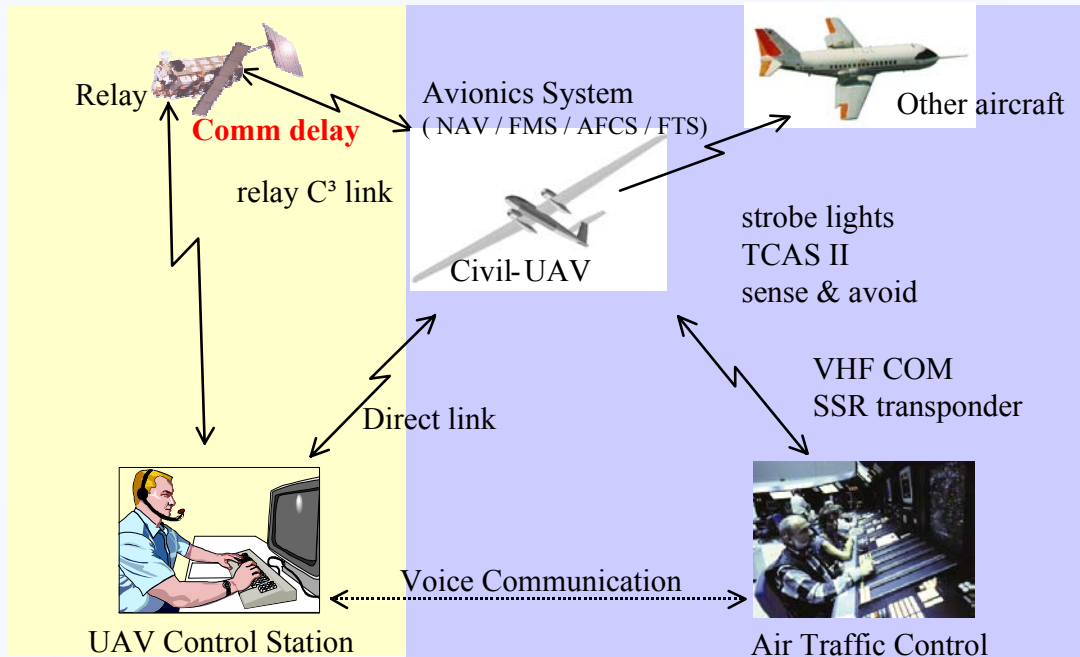 Relay
Comm delay
relay C³ link
Avionics System
( NAV / FMS / AFCS / FTS)
Civil-UAV
Other aircraft
strobe lights
TCAS II
sense & avoid
VHF COM
SSR transponder
Direct link
Voice Communication
UAV Control Station
Air Traffic Control